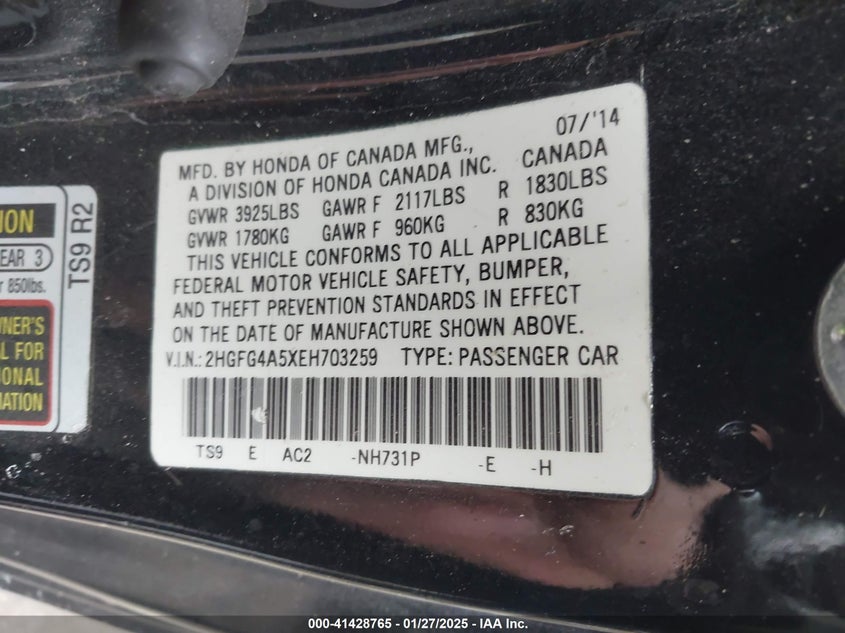 07/'14
MFD. BY HONDA OF CANADA MFG.,
A DIVISION OF HONDA CANADA INC. CANADA
GVWR 3925LBS GAWR F 2117LBS R 1830LBS
GVWR 1780KG GAWR F 960KG R 830KG
THIS VEHICLE CONFORMS TO ALL APPLICABLE
FEDERAL MOTOR VEHICLE SAFETY, BUMPER,
AND THEFT PREVENTION STANDARDS IN EFFECT
ON THE DATE OF MANUFACTURE SHOWN ABOVE.
V.I.N.: 2HGFG4A5XEH703259 TYPE: PASSENGER CAR
TS9 E AC2 -NH731P -E -H
TS9 R2
ION
EAR 3
r 850lbs.
WNER'S
AL FOR
IONAL
MATION
000-41428765 — 01/27/2025 — IAA Inc.